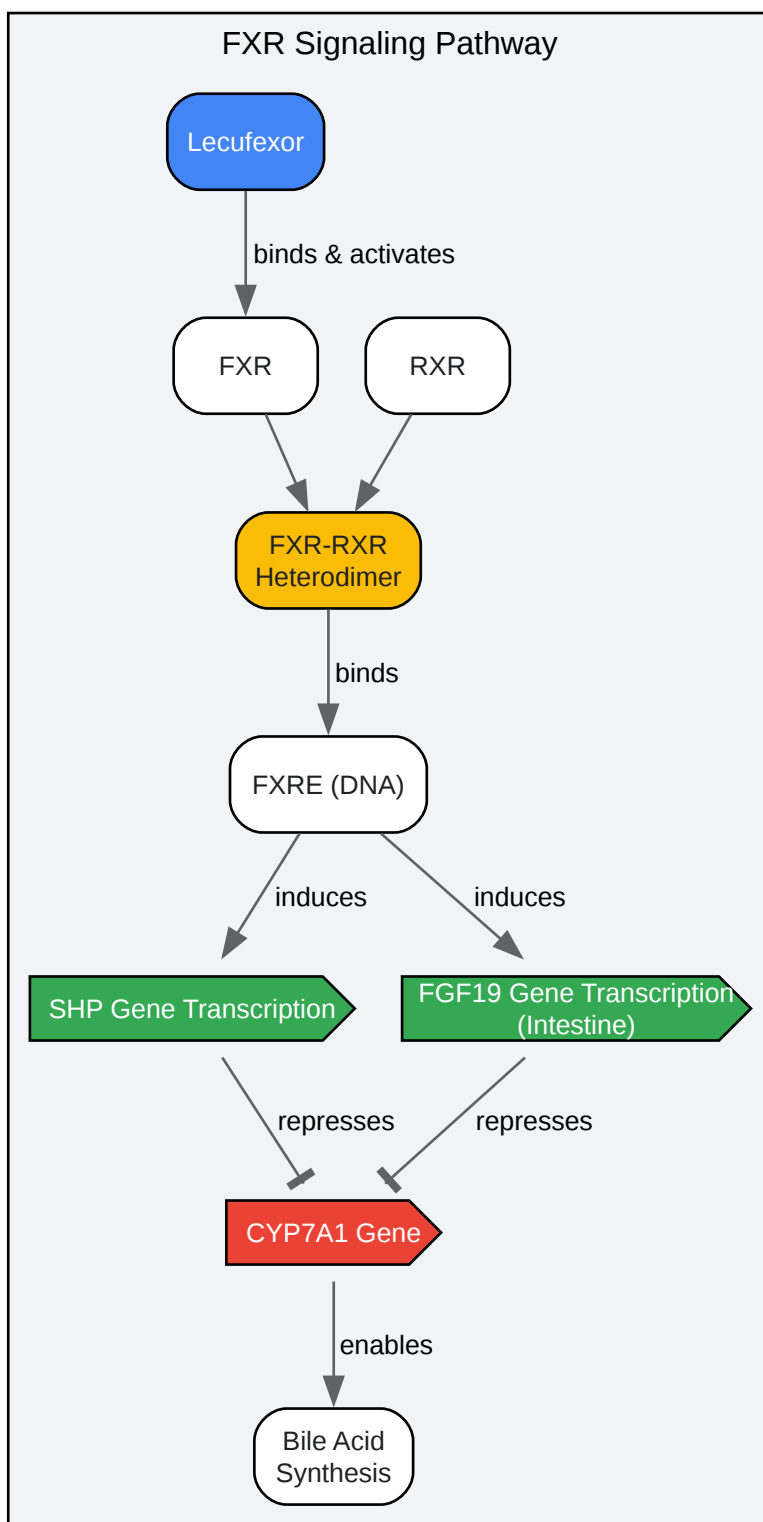 FXR Signaling Pathway
Lecufexor
binds & activates
FXR
RXR
FXR-RXR
Heterodimer
binds
FXRE (DNA)
induces
induces
SHP Gene Transcription
FGF19 Gene Transcription
(Intestine)
represses
represses
CYP7A1 Gene
enables
Bile Acid
Synthesis